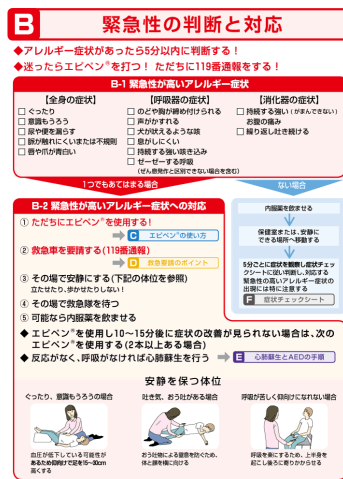 B 緊急性の判断と対応
◆アレルギー症状があったら5分以内に判断する！
◆迷ったらエピペン®を打つ！ ただちに119番通報をする！
B-1 緊急性が高いアレルギー症状
【全身の症状】
□ ぐったり
□ 意識もうろう
□ 尿や便を漏らす
□ 脈が触れにくいまたは不規則
□ 唇や爪が青白い
【呼吸器の症状】
□ のどや胸が締め付けられる
□ 声がかすれる
□ 犬が吠えるような咳
□ 息がしにくい
□ 持続する強い咳き込み
□ ゼーゼーする呼吸
（ぜん息発作と区別できない場合を含む）
【消化器の症状】
□ 持続する強い（がまんできない）
お腹の痛み
□ 繰り返し吐き続ける
1つでもあてはまる場合
ない場合
B-2 緊急性が高いアレルギー症状への対応
① ただちにエピペン®を使用する！
C エピペン®の使い方
② 救急車を要請する(119番通報)
D 救急要請のポイント
③ その場で安静にする(下記の体位を参照)
立たせたり、歩かせたりしない！
④ その場で救急隊を待つ
⑤ 可能なら内服薬を飲ませる
内服薬を飲ませる
保健室または、安静に
できる場所へ移動する
5分ごとに症状を観察し症状チェッ
クシートに従い判断し、対応する
緊急性の高いアレルギー症状の
出現には特に注意する
F 症状チェックシート
◆ エピペン®を使用し10～15分後に症状の改善が見られない場合は、次の
エピペン®を使用する(2本以上ある場合)
◆ 反応がなく、呼吸がなければ心肺蘇生を行う
E 心肺蘇生とAEDの手順
安静を保つ体位
ぐったり、意識もうろうの場合
血圧が低下している可能性が
あるため仰向けで足を15～30cm
高くする
吐き気、おう吐がある場合
おう吐物による窒息を防ぐため、
体と顔を横に向ける
呼吸が苦しく仰向けになれない場合
呼吸を楽にするため、上半身を
起こし後ろに寄りかからせる